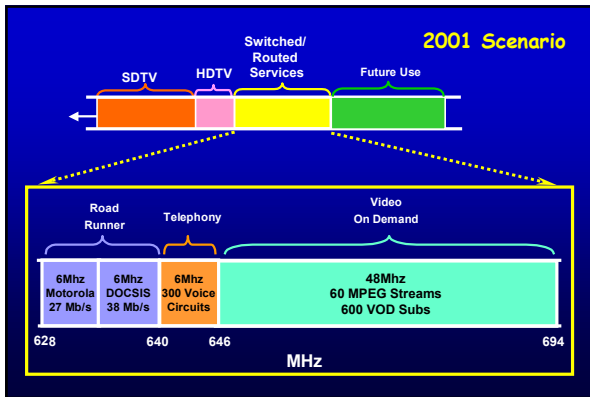 2001 Scenario
Switched/
Routed
Services
SDTV
HDTV
Future Use
Road
Runner
Telephony
Video
On Demand
6Mhz
Motorola
27 Mb/s
6Mhz
DOCSIS
38 Mb/s
6Mhz
300 Voice
Circuits
48Mhz
60 MPEG Streams
600 VOD Subs
628
640
646
694
MHz